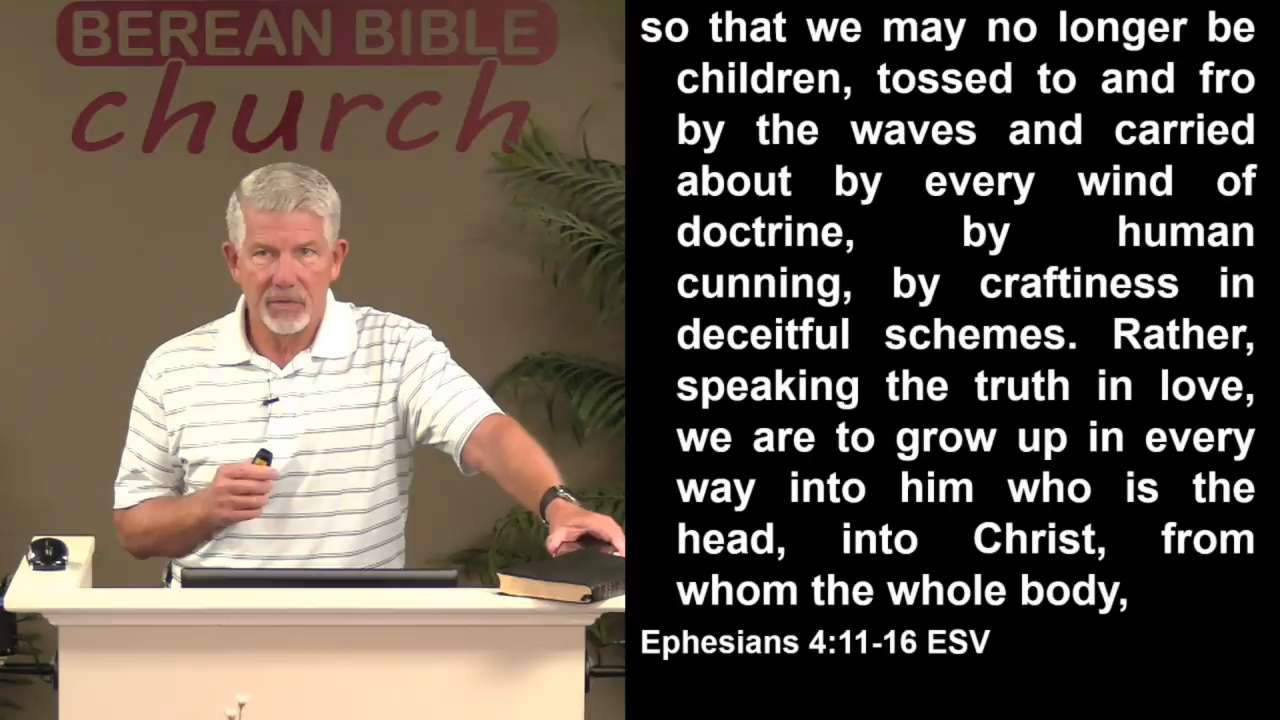 BEREAN BIBLE
church
so that we may no longer be
children, tossed to and fro
by the waves and carried
about by every wind of
doctrine, by human
cunning, by craftiness in
deceitful schemes. Rather,
speaking the truth in love,
we are to grow up in every
way into him who is the
head, into Christ, from
whom the whole body,
Ephesians 4:11-16 ESV